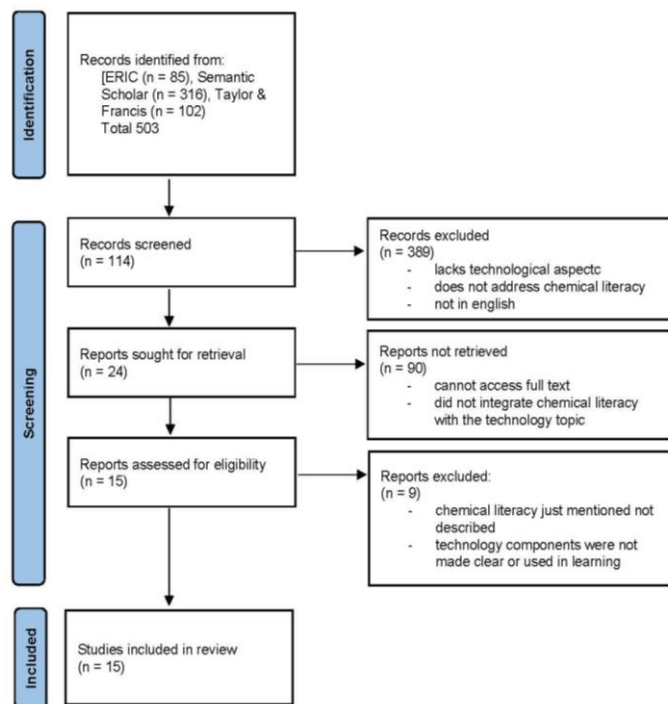 Identification
Records identified from:
[ERIC (n = 85), Semantic
Scholar (n = 316), Taylor &
Francis (n = 102)
Total 503
Screening
Records screened
(n = 114)
Records excluded
(n = 389)
- lacks technological aspectc
- does not address chemical literacy
- not in english
Reports sought for retrieval
(n = 24)
Reports not retrieved
(n = 90)
- cannot access full text
- did not integrate chemical literacy
with the technology topic
Reports assessed for eligibility
(n = 15)
Reports excluded:
(n = 9)
- chemical literacy just mentioned not
described
- technology components were not
made clear or used in learning
Included
Studies included in review
(n = 15)